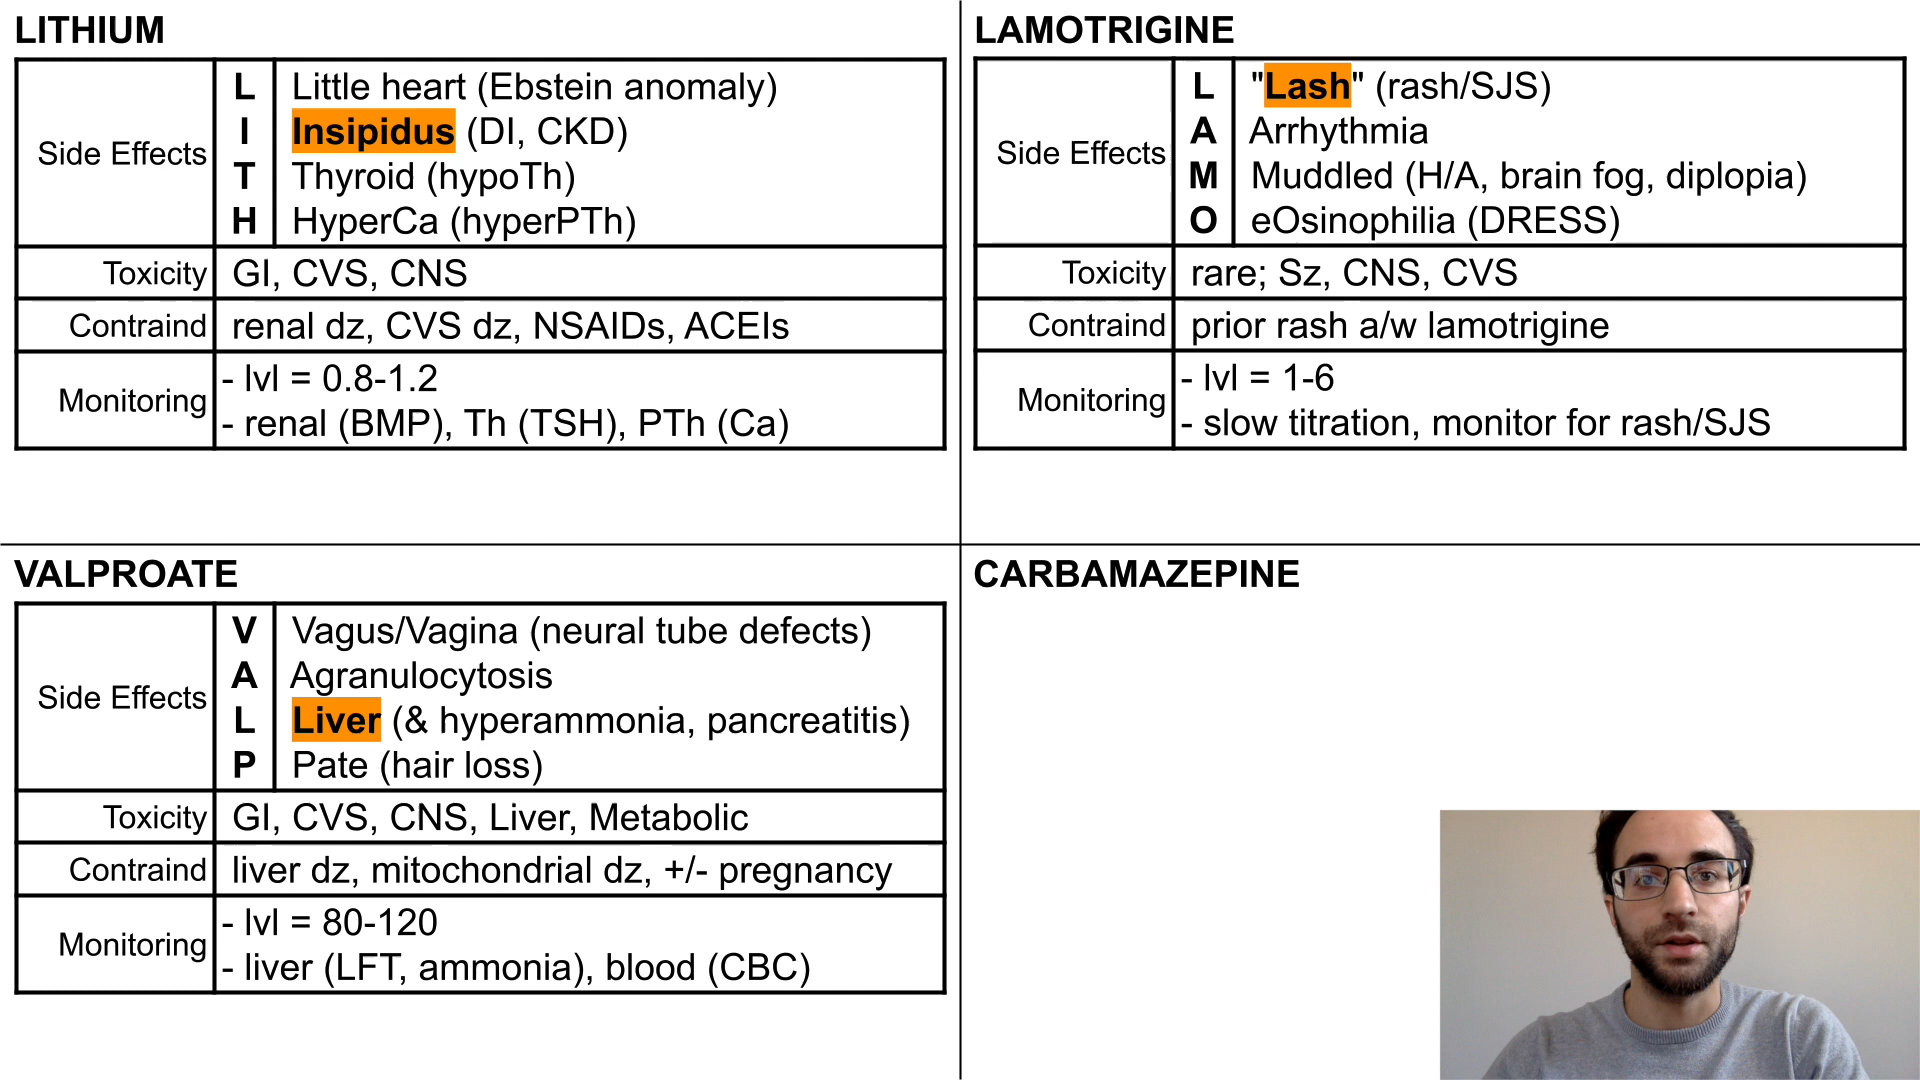 LITHIUM
Side Effects
L Little heart (Ebstein anomaly)
I Insipidus (DI, CKD)
T Thyroid (hypoTh)
H HyperCa (hyperPTh)
Toxicity GI, CVS, CNS
Contraind renal dz, CVS dz, NSAIDs, ACEIs
Monitoring
- lvl = 0.8-1.2
- renal (BMP), Th (TSH), PTh (Ca)
LAMOTRIGINE
Side Effects
L "Lash" (rash/SJS)
A Arrhythmia
M Muddled (H/A, brain fog, diplopia)
O eOsinophilia (DRESS)
Toxicity rare; Sz, CNS, CVS
Contraind prior rash a/w lamotrigine
Monitoring
- lvl = 1-6
- slow titration, monitor for rash/SJS
VALPROATE
Side Effects
V Vagus/Vagina (neural tube defects)
A Agranulocytosis
L Liver (& hyperammonia, pancreatitis)
P Pate (hair loss)
Toxicity GI, CVS, CNS, Liver, Metabolic
Contraind liver dz, mitochondrial dz, +/- pregnancy
Monitoring
- lvl = 80-120
- liver (LFT, ammonia), blood (CBC)
CARBAMAZEPINE